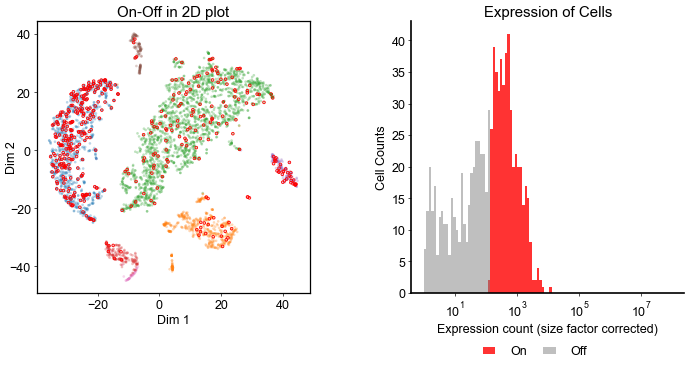 On-Off in 2D plot
Dim 2
40
20
0
−20
−40
−20 0 20 40
Dim 1
Expression of Cells
Cell Counts
40
35
30
25
20
15
10
5
0
10^1 10^3 10^5 10^7
Expression count (size factor corrected)
On Off